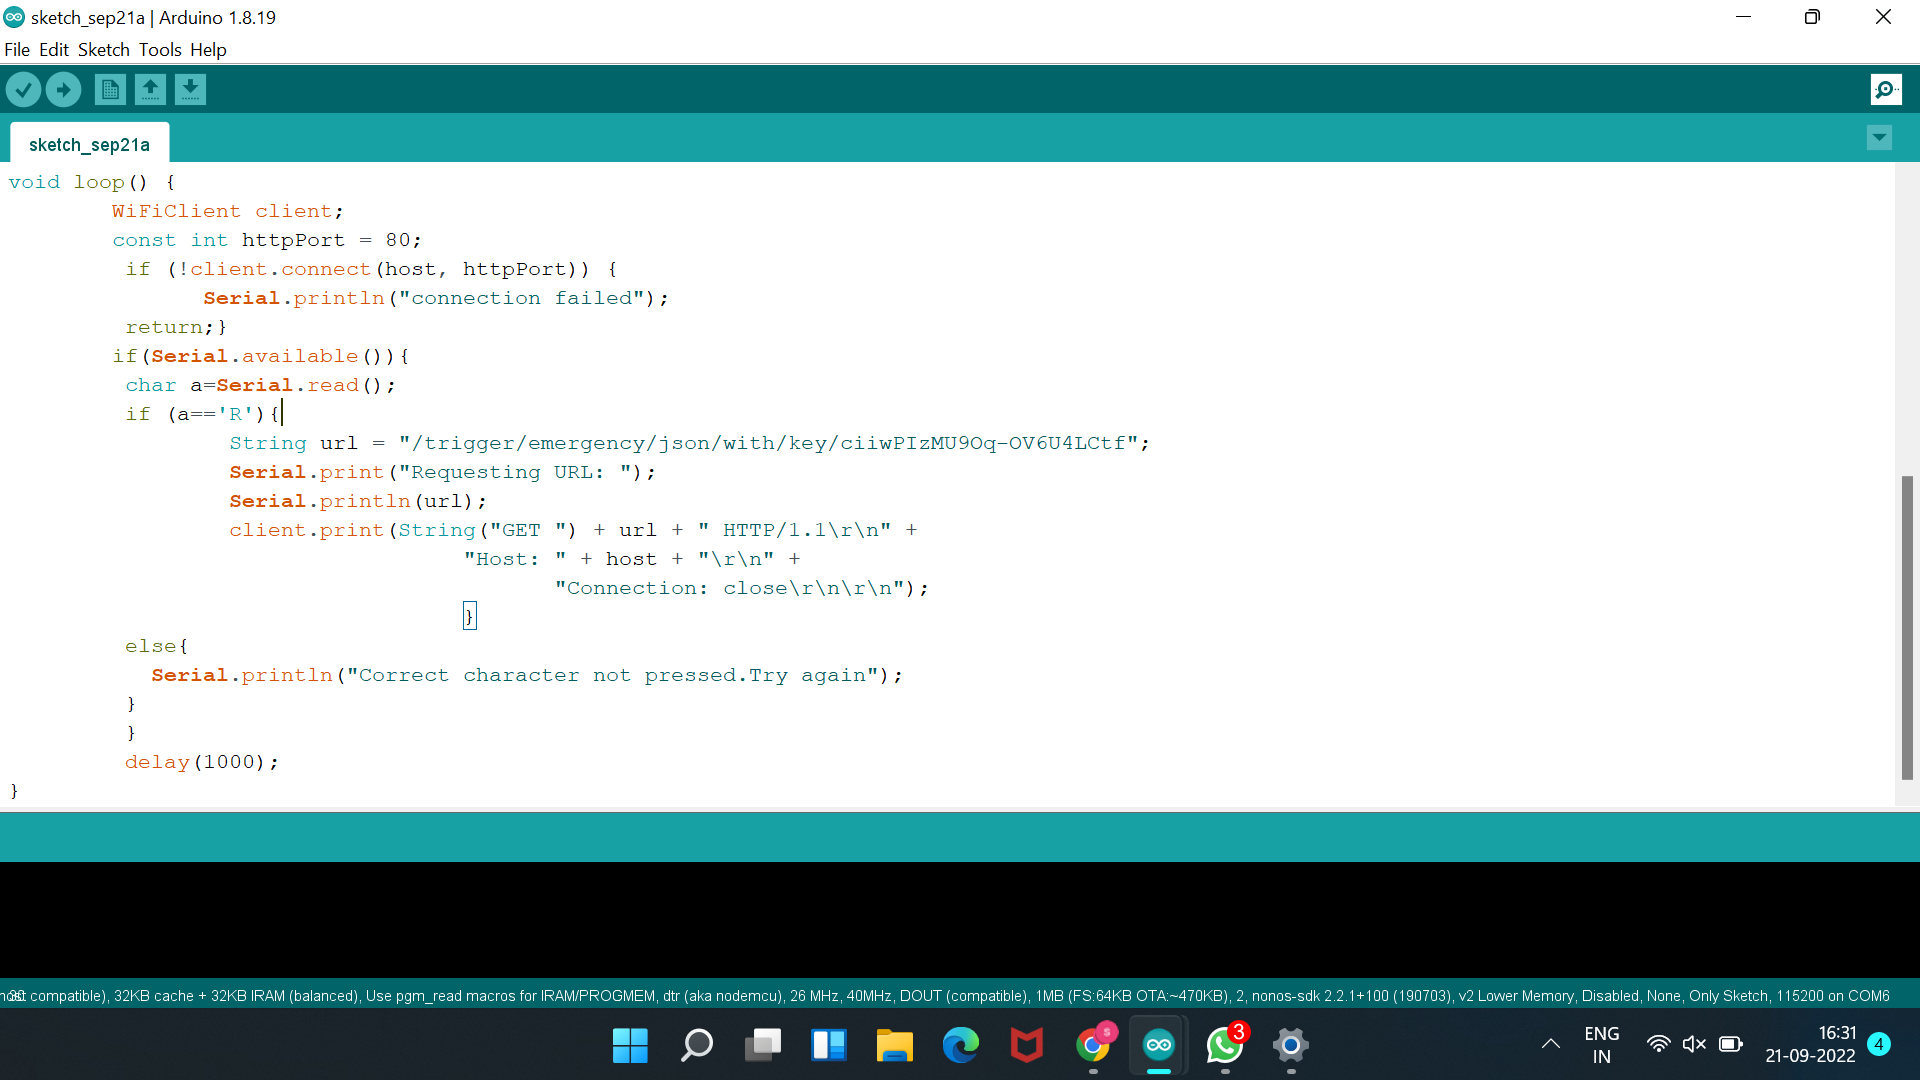 sketch_sep21a | Arduino 1.8.19
File Edit Sketch Tools Help
sketch_sep21a
void loop() {
WiFiClient client;
const int httpPort = 80;
if (!client.connect(host, httpPort)) {
Serial.println("connection failed");
return;}
if(Serial.available()){
char a=Serial.read();
if (a=='R'){
String url = "/trigger/emergency/json/with/key/ciiwPIzMU9Oq-OV6U4LCtf";
Serial.print("Requesting URL: ");
Serial.println(url);
client.print(String("GET ") + url + " HTTP/1.1\r\n" +
"Host: " + host + "\r\n" +
"Connection: close\r\n\r\n");
}
else{
Serial.println("Correct character not pressed.Try again");
}
}
delay(1000);
}
compatible), 32KB cache + 32KB IRAM (balanced), Use pgm_read macros for IRAM/PROGMEM, dtr (aka nodemcu), 26 MHz, 40MHz, DOUT (compatible), 1MB (FS:64KB OTA:~470KB), 2, nonos-sdk 2.2.1+100 (190703), v2 Lower Memory, Disabled, None, Only Sketch, 115200 on COM6
S
3
ENG
IN
16:31
21-09-2022
4